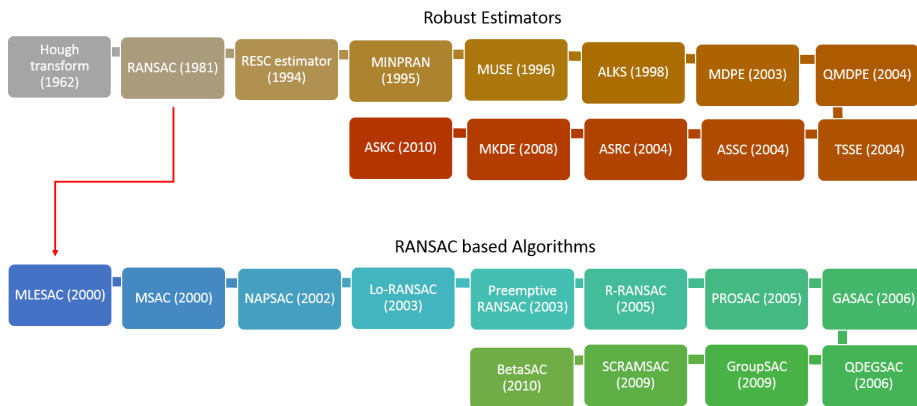 Robust Estimators
Hough
transform
(1962)
RANSAC (1981)
RESC estimator
(1994)
MINPRAN
(1995)
MUSE (1996)
ALKS (1998)
MDPE (2003)
QMDPE (2004)
ASKC (2010)
MKDE (2008)
ASRC (2004)
ASSC (2004)
TSSE (2004)
RANSAC based Algorithms
MLESAC (2000)
MSAC (2000)
NAPSAC (2002)
Lo-RANSAC
(2003)
Preemptive
RANSAC (2003)
R-RANSAC
(2005)
PROSAC (2005)
GASAC (2006)
BetaSAC
(2010)
SCRAMSAC
(2009)
GroupSAC
(2009)
QDEGSAC
(2006)